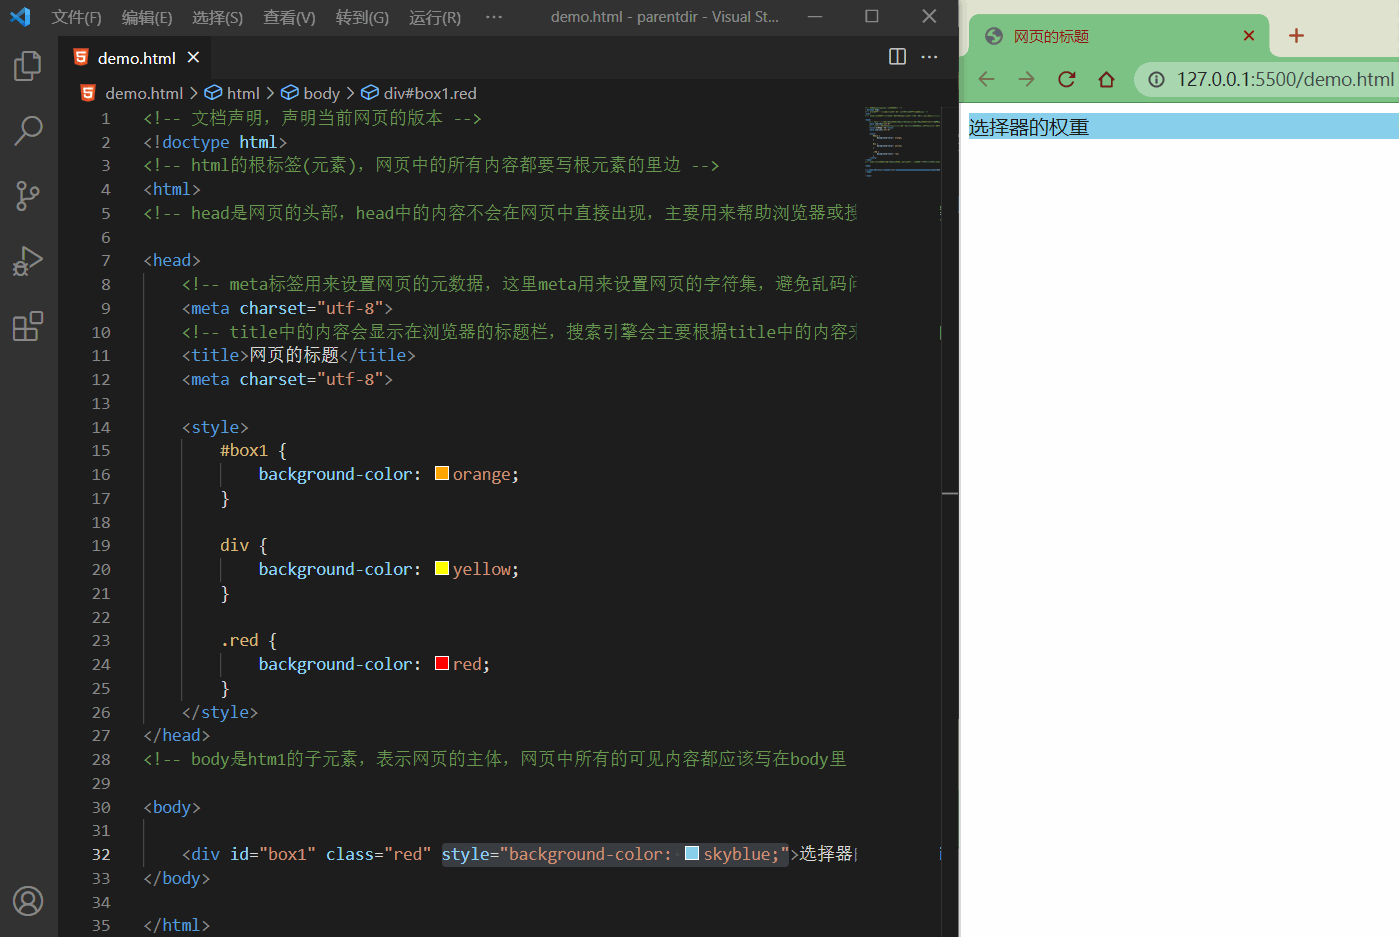 文件(F) 编辑(E) 选择(S) 查看(V) 转到(G) 运行(R) ··· demo.html - parentdir - Visual St...
demo.html
demo.html > html > body > div#box1.red
1 <!-- 文档声明，声明当前网页的版本 -->
2 <!doctype html>
3 <!-- html的根标签(元素)，网页中的所有内容都要写根元素的里边 -->
4 <html>
5 <!-- head是网页的头部，head中的内容不会在网页中直接出现，主要用来帮助浏览器或
6
7 <head>
8 <!-- meta标签用来设置网页的元数据，这里meta用来设置网页的字符集，避免乱码问
9 <meta charset="utf-8">
10 <!-- title中的内容会显示在浏览器的标题栏，搜索引擎会主要根据title中的内容来
11 <title>网页的标题</title>
12 <meta charset="utf-8">
13
14 <style>
15 #box1 {
16 background-color: orange;
17 }
18
19 div {
20 background-color: yellow;
21 }
22
23 .red {
24 background-color: red;
25 }
26 </style>
27 </head>
28 <!-- body是htm1的子元素，表示网页的主体，网页中所有的可见内容都应该写在body里
29
30 <body>
31
32 <div id="box1" class="red" style="background-color: skyblue;">选择器
33 </body>
34
35 </html>
网页的标题
127.0.0.1:5500/demo.html
选择器的权重